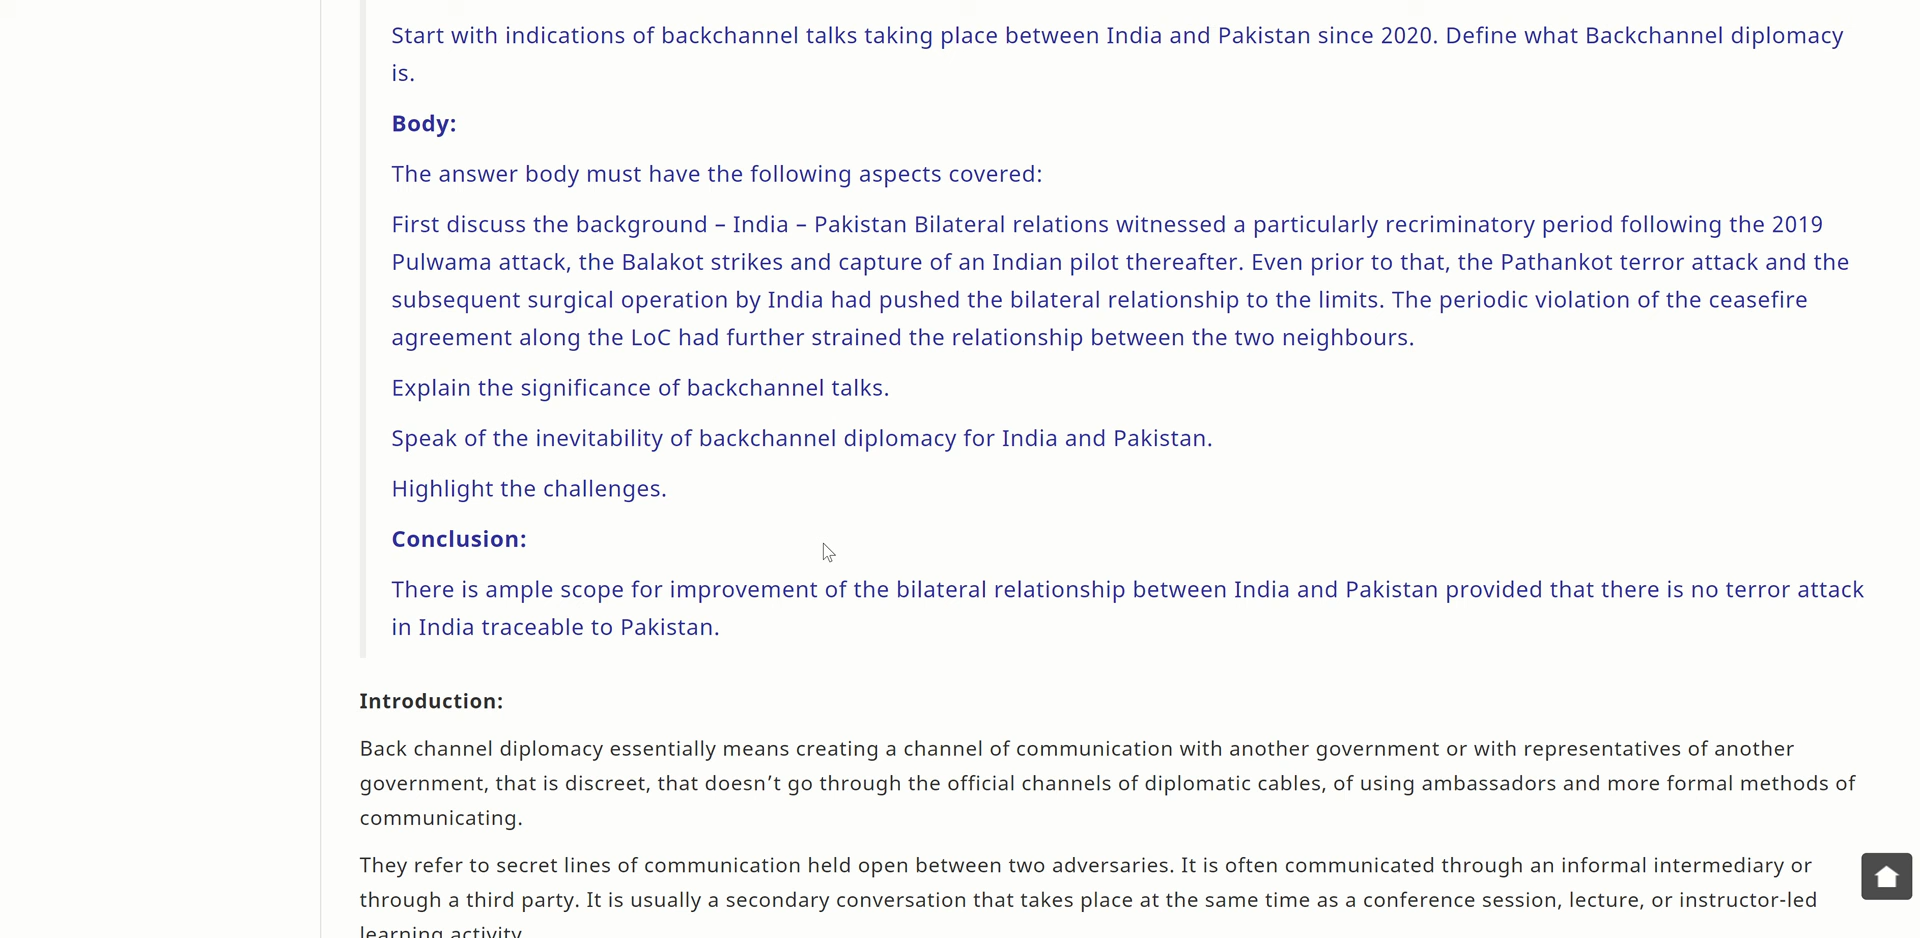 Start with indications of backchannel talks taking place between India and Pakistan since 2020. Define what Backchannel diplomacy
is.
Body:
The answer body must have the following aspects covered:
First discuss the background – India – Pakistan Bilateral relations witnessed a particularly recriminatory period following the 2019
Pulwama attack, the Balakot strikes and capture of an Indian pilot thereafter. Even prior to that, the Pathankot terror attack and the
subsequent surgical operation by India had pushed the bilateral relationship to the limits. The periodic violation of the ceasefire
agreement along the LoC had further strained the relationship between the two neighbours.
Explain the significance of backchannel talks.
Speak of the inevitability of backchannel diplomacy for India and Pakistan.
Highlight the challenges.
Conclusion:
There is ample scope for improvement of the bilateral relationship between India and Pakistan provided that there is no terror attack
in India traceable to Pakistan.
Introduction:
Back channel diplomacy essentially means creating a channel of communication with another government or with representatives of another
government, that is discreet, that doesn’t go through the official channels of diplomatic cables, of using ambassadors and more formal methods of
communicating.
They refer to secret lines of communication held open between two adversaries. It is often communicated through an informal intermediary or
through a third party. It is usually a secondary conversation that takes place at the same time as a conference session, lecture, or instructor-led
learning activity.